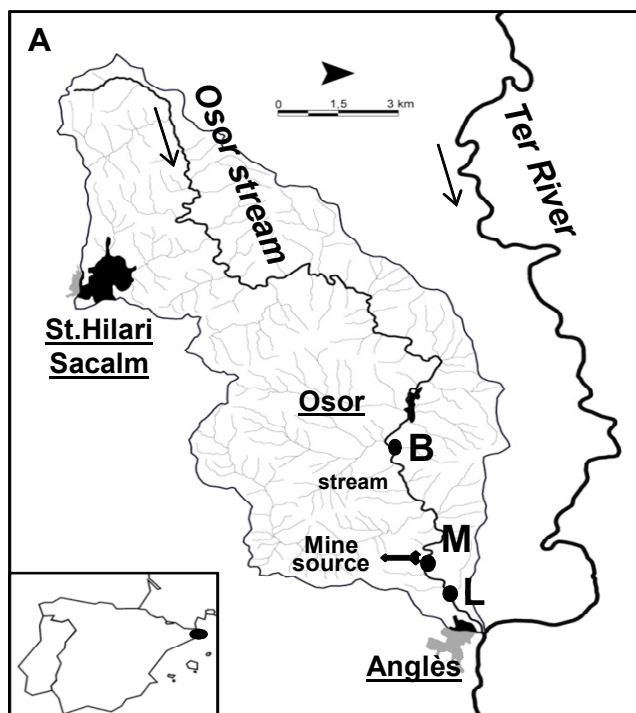 A
0 1,5 3 km
Osor stream
Ter River
St.Hilari
Sacalm
Osor
B
stream
Mine
source
M
L
Anglès